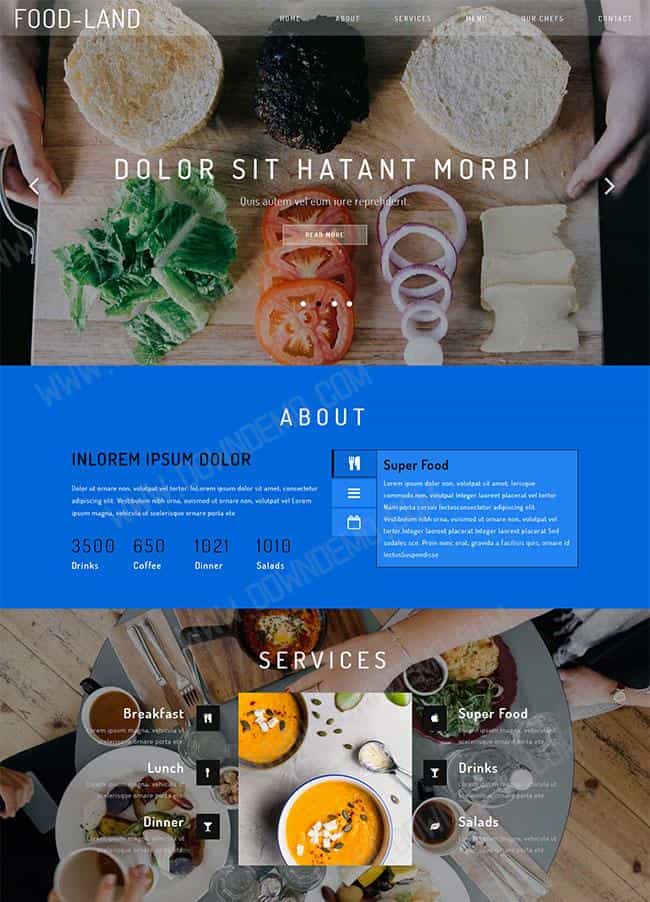 FOOD-LAND
HOME ABOUT SERVICES MENU OUR CHEFS CONTACT
DOLOR SIT HATANT MORBI
Quis autem vel eum iure reprehderit.
READ MORE
ABOUT
INLOREM IPSUM DOLOR
Dolor ut ornare non, volutpat vel tortor. InLorem ipsum dolor sit amet, consectetur
adipiscing elit. Vestibulum nibh urna, euismod ut ornare non, volutpat vel Lorem
ipsum magna, vehicula ut scelerisque ornare porta ete
3500 650 1021 1010
Drinks Coffee Dinner Salads
Super Food
Lorem ipsum dolor non, volutpat sit amet, lerisque
commodo non, volutpat Integer laoreet placerat vel tortor
Nam porta cursus lectusconsectetur adipiscing elit.
Vestibulum nibh urna, euismod ut ornare non, volutpat vel
tortor.Integer laoreet placerat Integer laoreet placerat Sed
sodales sce. Proin nunc erat, gravida a facilisis quis, ornare id
lectusSuspendisse
SERVICES
Breakfast
Lorem ipsum magna, vehicula ut
scelerisque ornare porta ete
Lunch
Lorem ipsum magna, vehicula ut
scelerisque ornare porta ete
Dinner
Lorem ipsum magna, vehicula ut
scelerisque ornare porta ete
Super Food
Lorem ipsum magna, vehicula ut
scelerisque ornare porta ete
Drinks
Lorem ipsum magna, vehicula ut
scelerisque ornare porta ete
Salads
Lorem ipsum magna, vehicula ut
scelerisque ornare porta ete
WWW.DOWNDEMO.COM